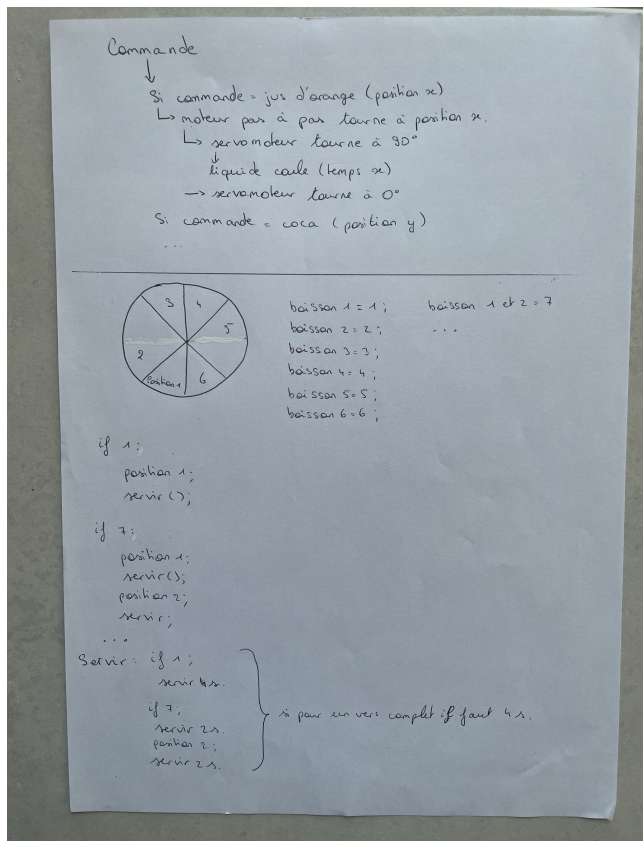 Commande
Si commande = jus d'orange (position x)
moteur pas à pas tourne à position x.
servomoteur tourne à 90°
liquide coule (temps x)
servomoteur tourne à 0°
Si commande = coca (position y)
...
3 4
2 5
Position 1 6
boisson 1 = 1; boisson 1 et 2 = 7
boisson 2 = 2; ...
boisson 3 = 3;
boisson 4 = 4;
boisson 5 = 5;
boisson 6 = 6;
if 1;
position 1;
servir ();
if 7;
position 1;
servir();
position 2;
servir;
...
Servir: if 1;
servir 4s.
if 7;
servir 2s.
position 2;
servir 2s.
si pour un vers complet if faut 4s.